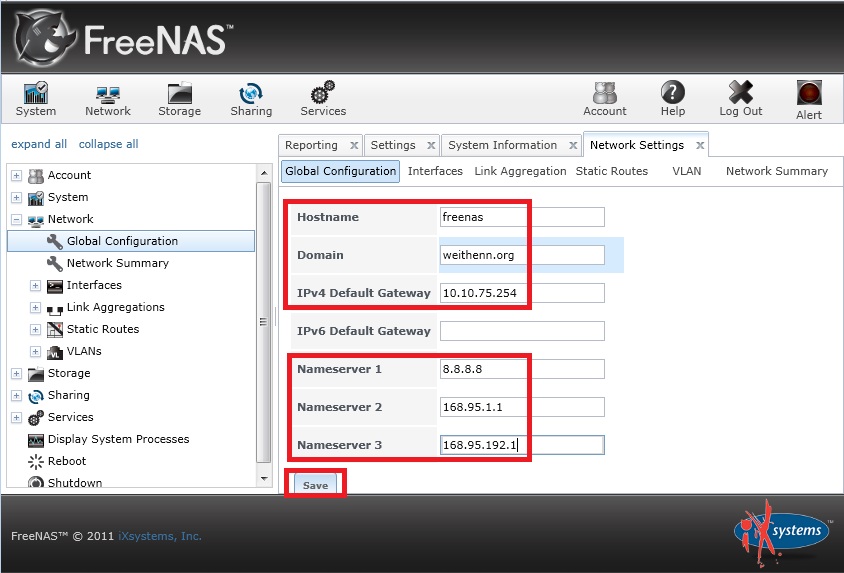 FreeNAS™
System Network Storage Sharing Services Account Help Log Out Alert
expand all collapse all
Reporting x Settings x System Information x Network Settings x
Global Configuration Interfaces Link Aggregation Static Routes VLAN Network Summary
Account
System
Network
Global Configuration
Network Summary
Interfaces
Link Aggregations
Static Routes
VL VLANs
Storage
Sharing
Services
Display System Processes
Reboot
Shutdown
Hostname freenas
Domain weithenn.org
IPv4 Default Gateway 10.10.75.254
IPv6 Default Gateway
Nameserver 1 8.8.8.8
Nameserver 2 168.95.1.1
Nameserver 3 168.95.192.1
Save
FreeNAS™ © 2011 iXsystems, Inc.
iXsystems™